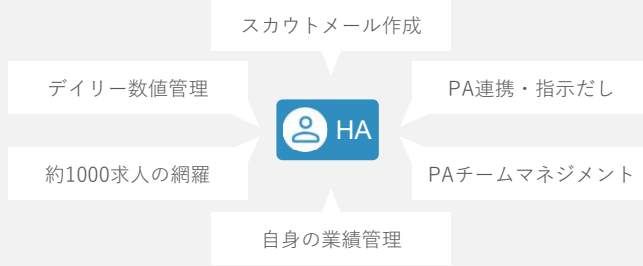 スカウトメール作成
デイリー数値管理
PA連携・指示だし
HA
約1000求人の網羅
PAチームマネジメント
自身の業績管理